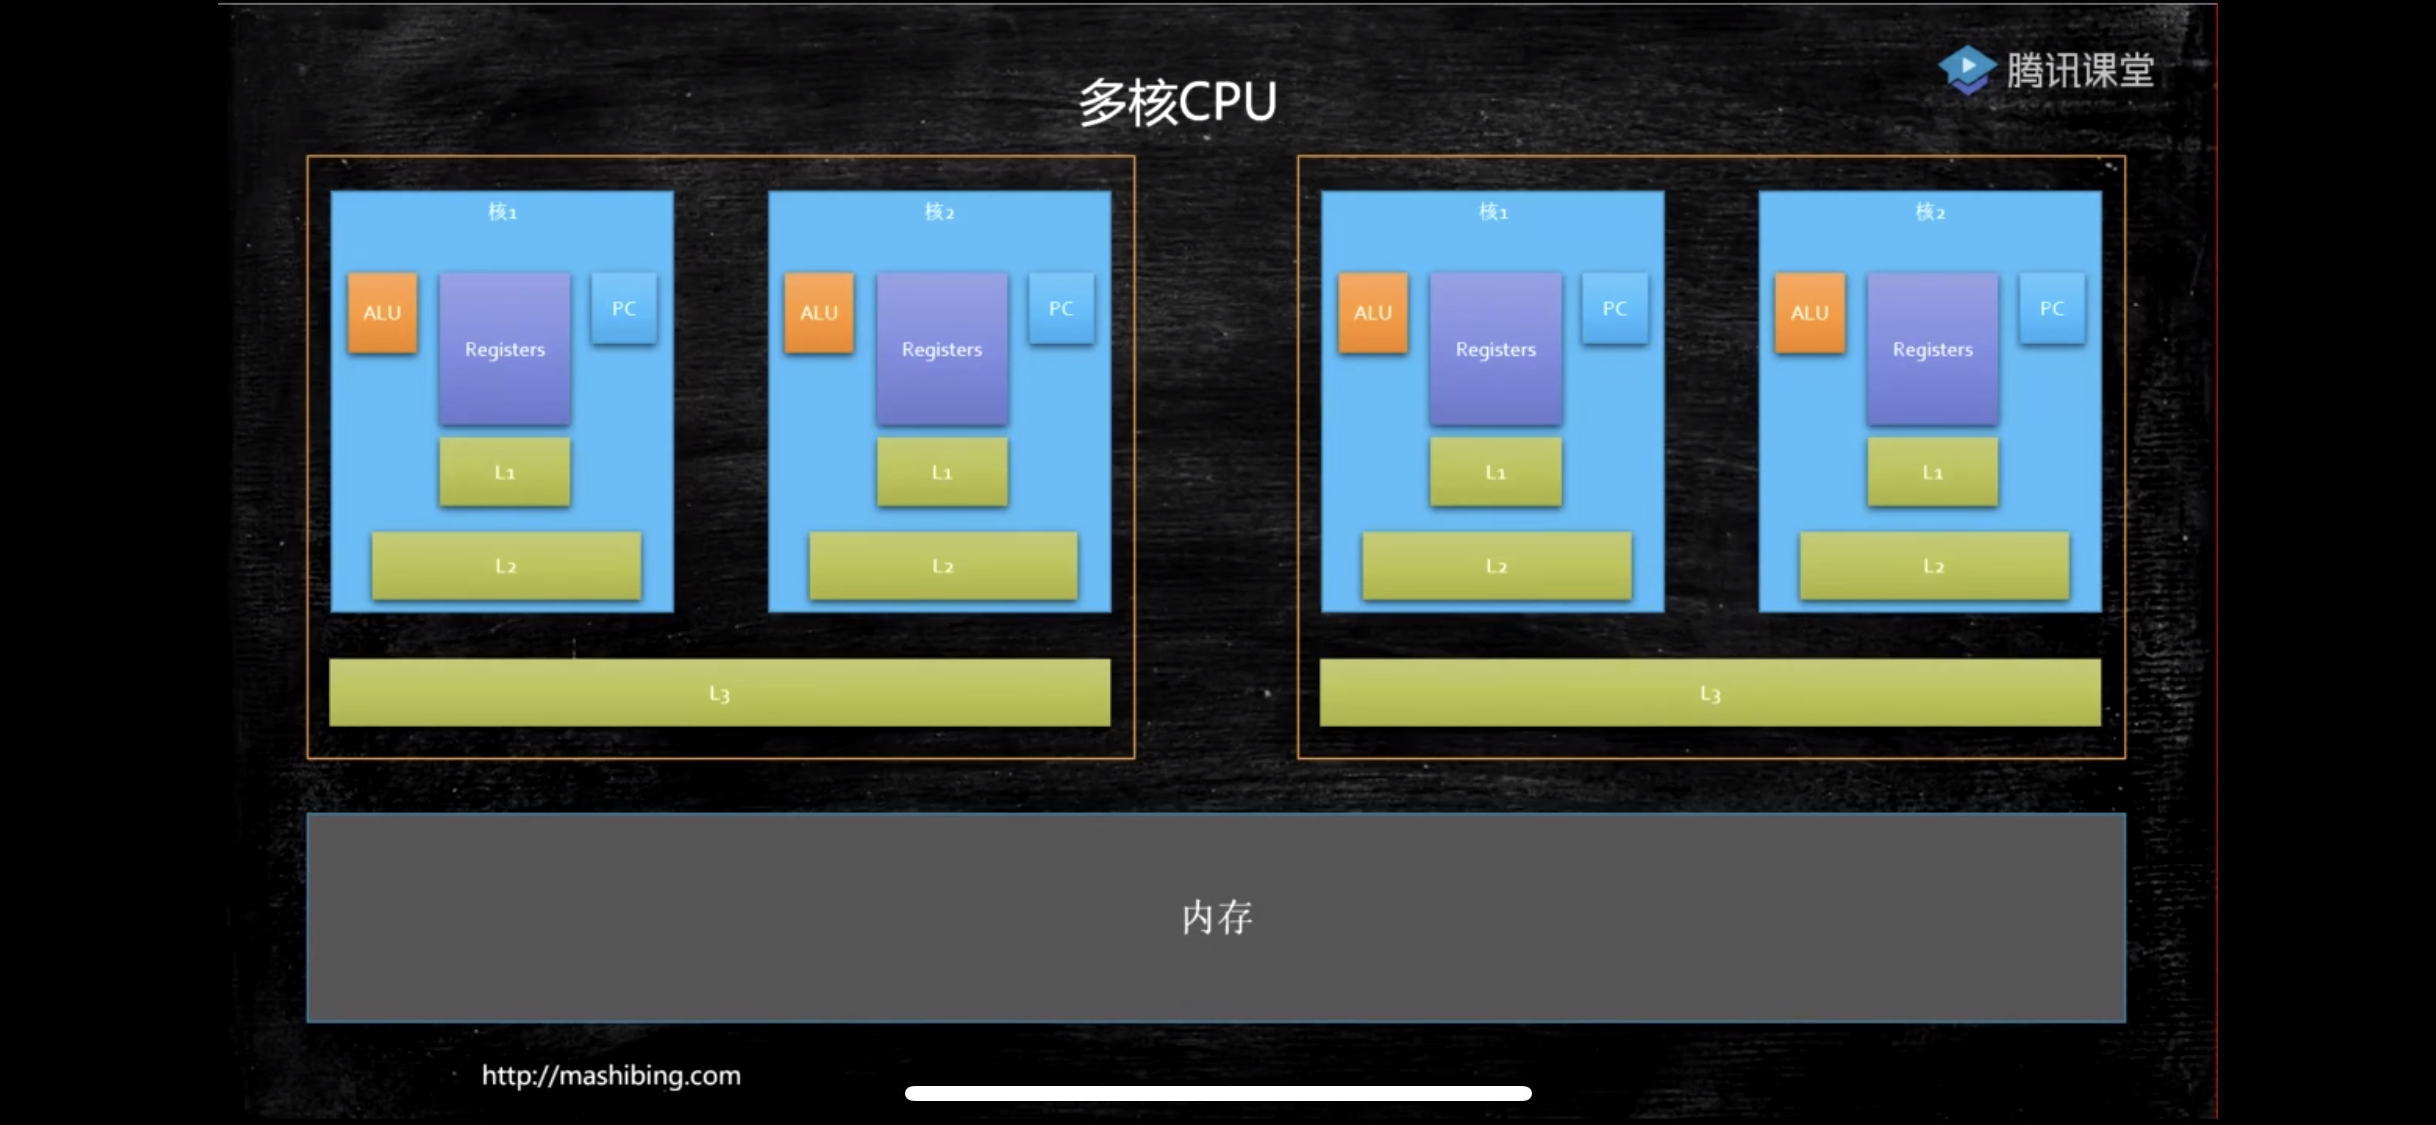 腾讯课堂
多核CPU
核1
ALU
Registers
PC
L1
L2
核2
ALU
Registers
PC
L1
L2
L3
核1
ALU
Registers
PC
L1
L2
核2
ALU
Registers
PC
L1
L2
L3
内存
http://mashibing.com